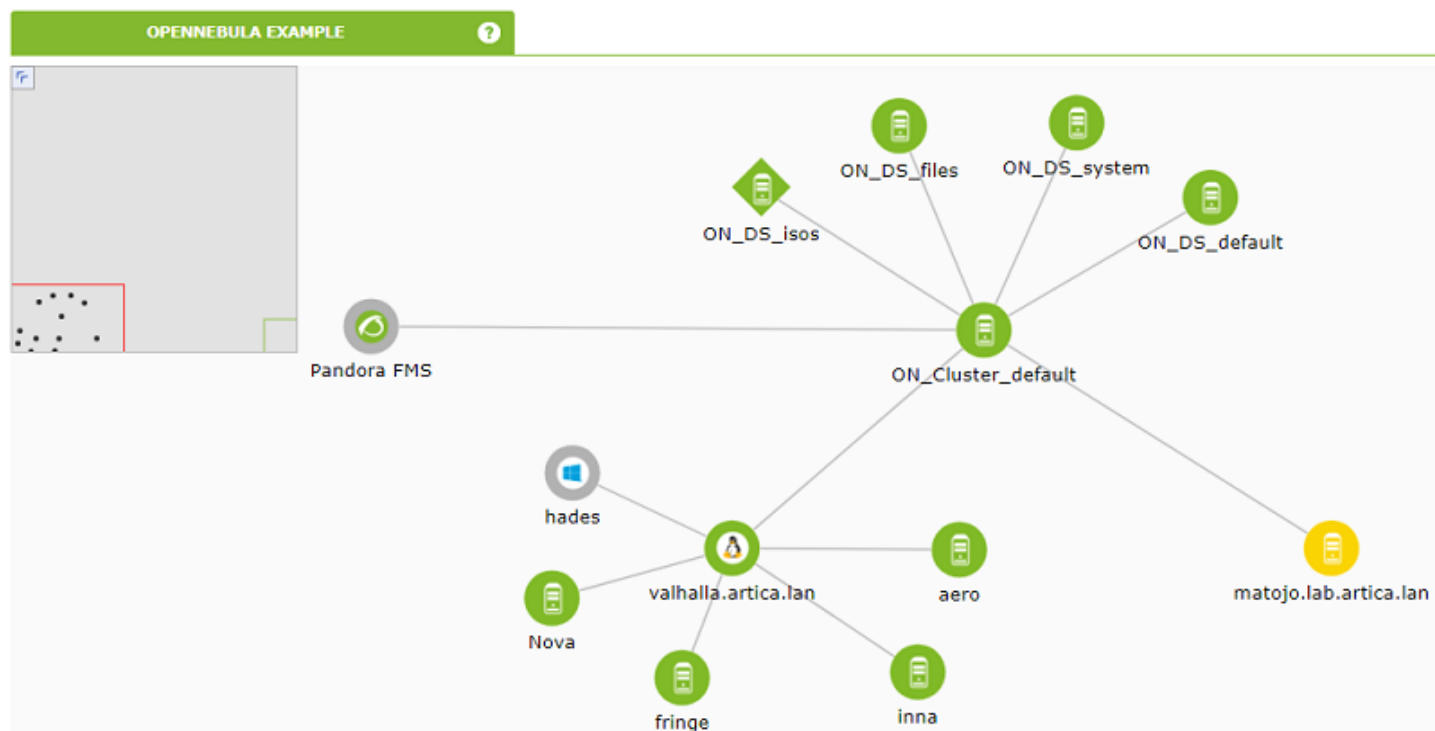 OPENNEBULA EXAMPLE ?
ON_DS_files
ON_DS_system
ON_DS_isos
ON_DS_default
Pandora FMS
ON_Cluster_default
hades
valhalla.artica.lan
aero
matojo.lab.artica.lan
Nova
fringe
inna